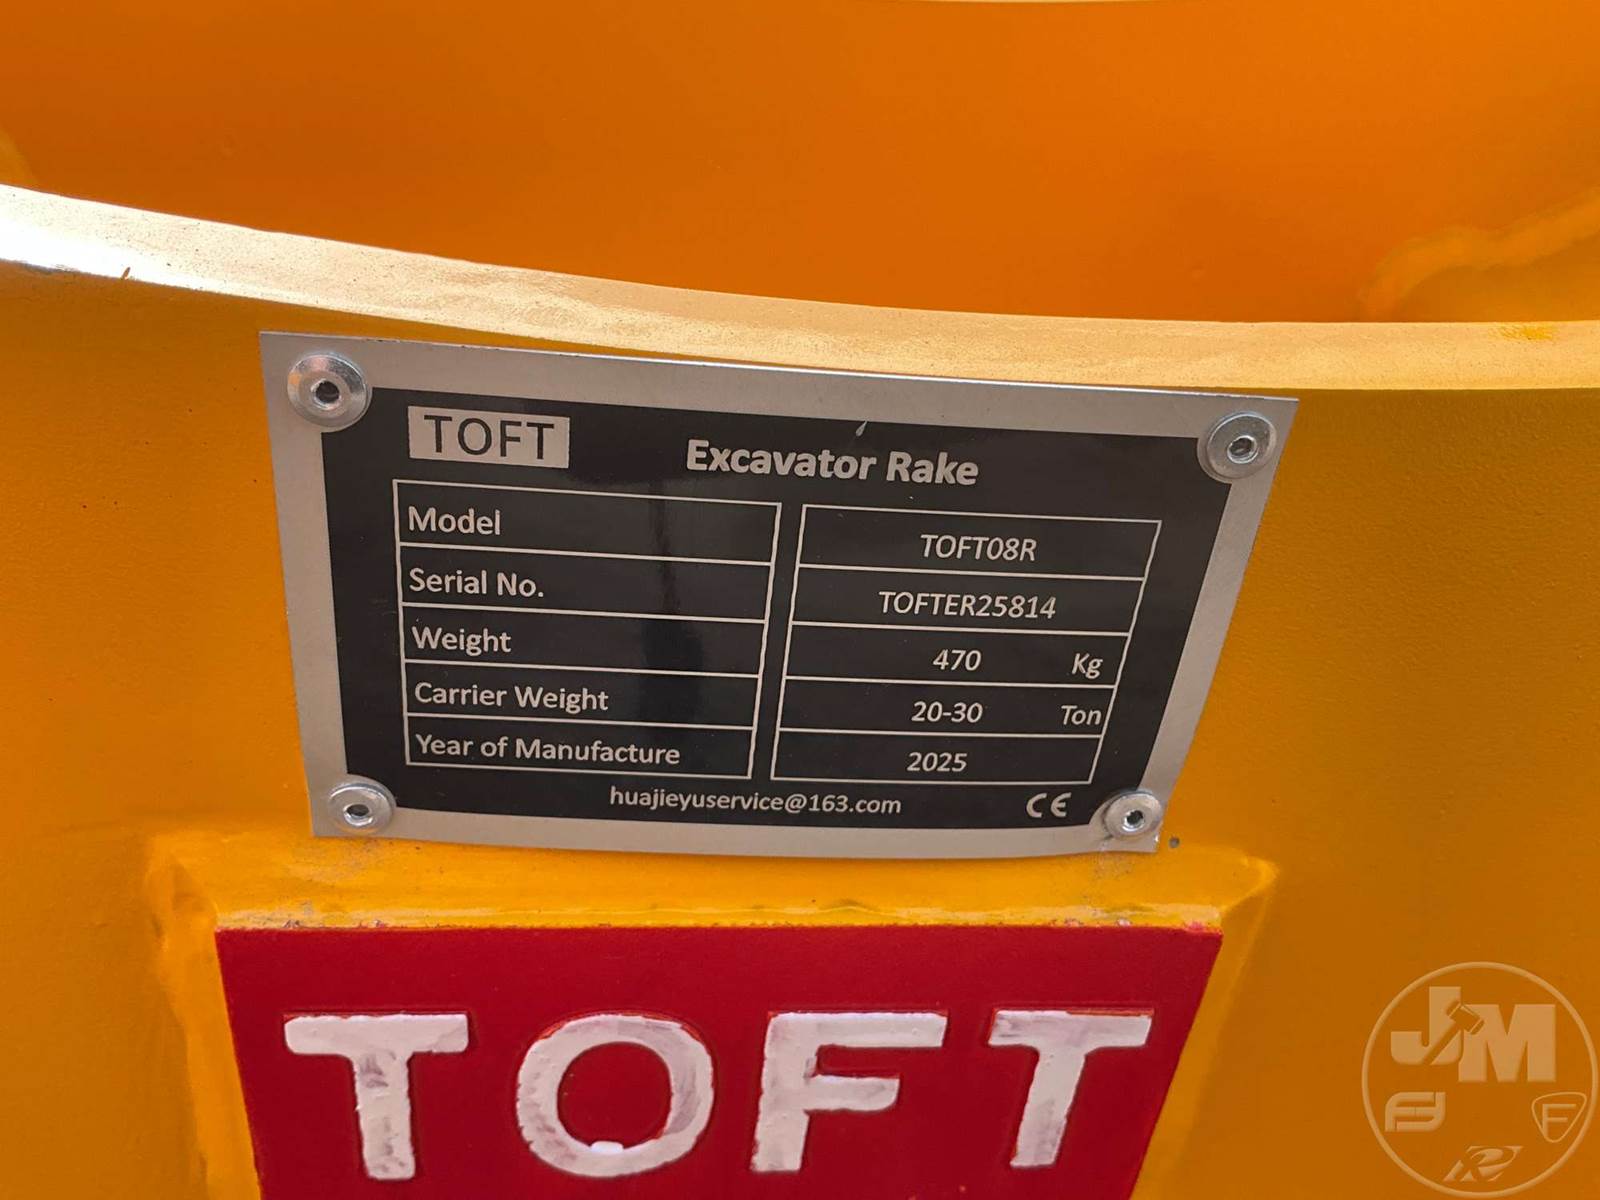 TOFT
Excavator Rake
Model TOFT08R
Serial No. TOFTER25814
Weight 470 Kg
Carrier Weight 20-30 Ton
Year of Manufacture 2025
huajieyuservice@163.com CE
TOFT
JM
F